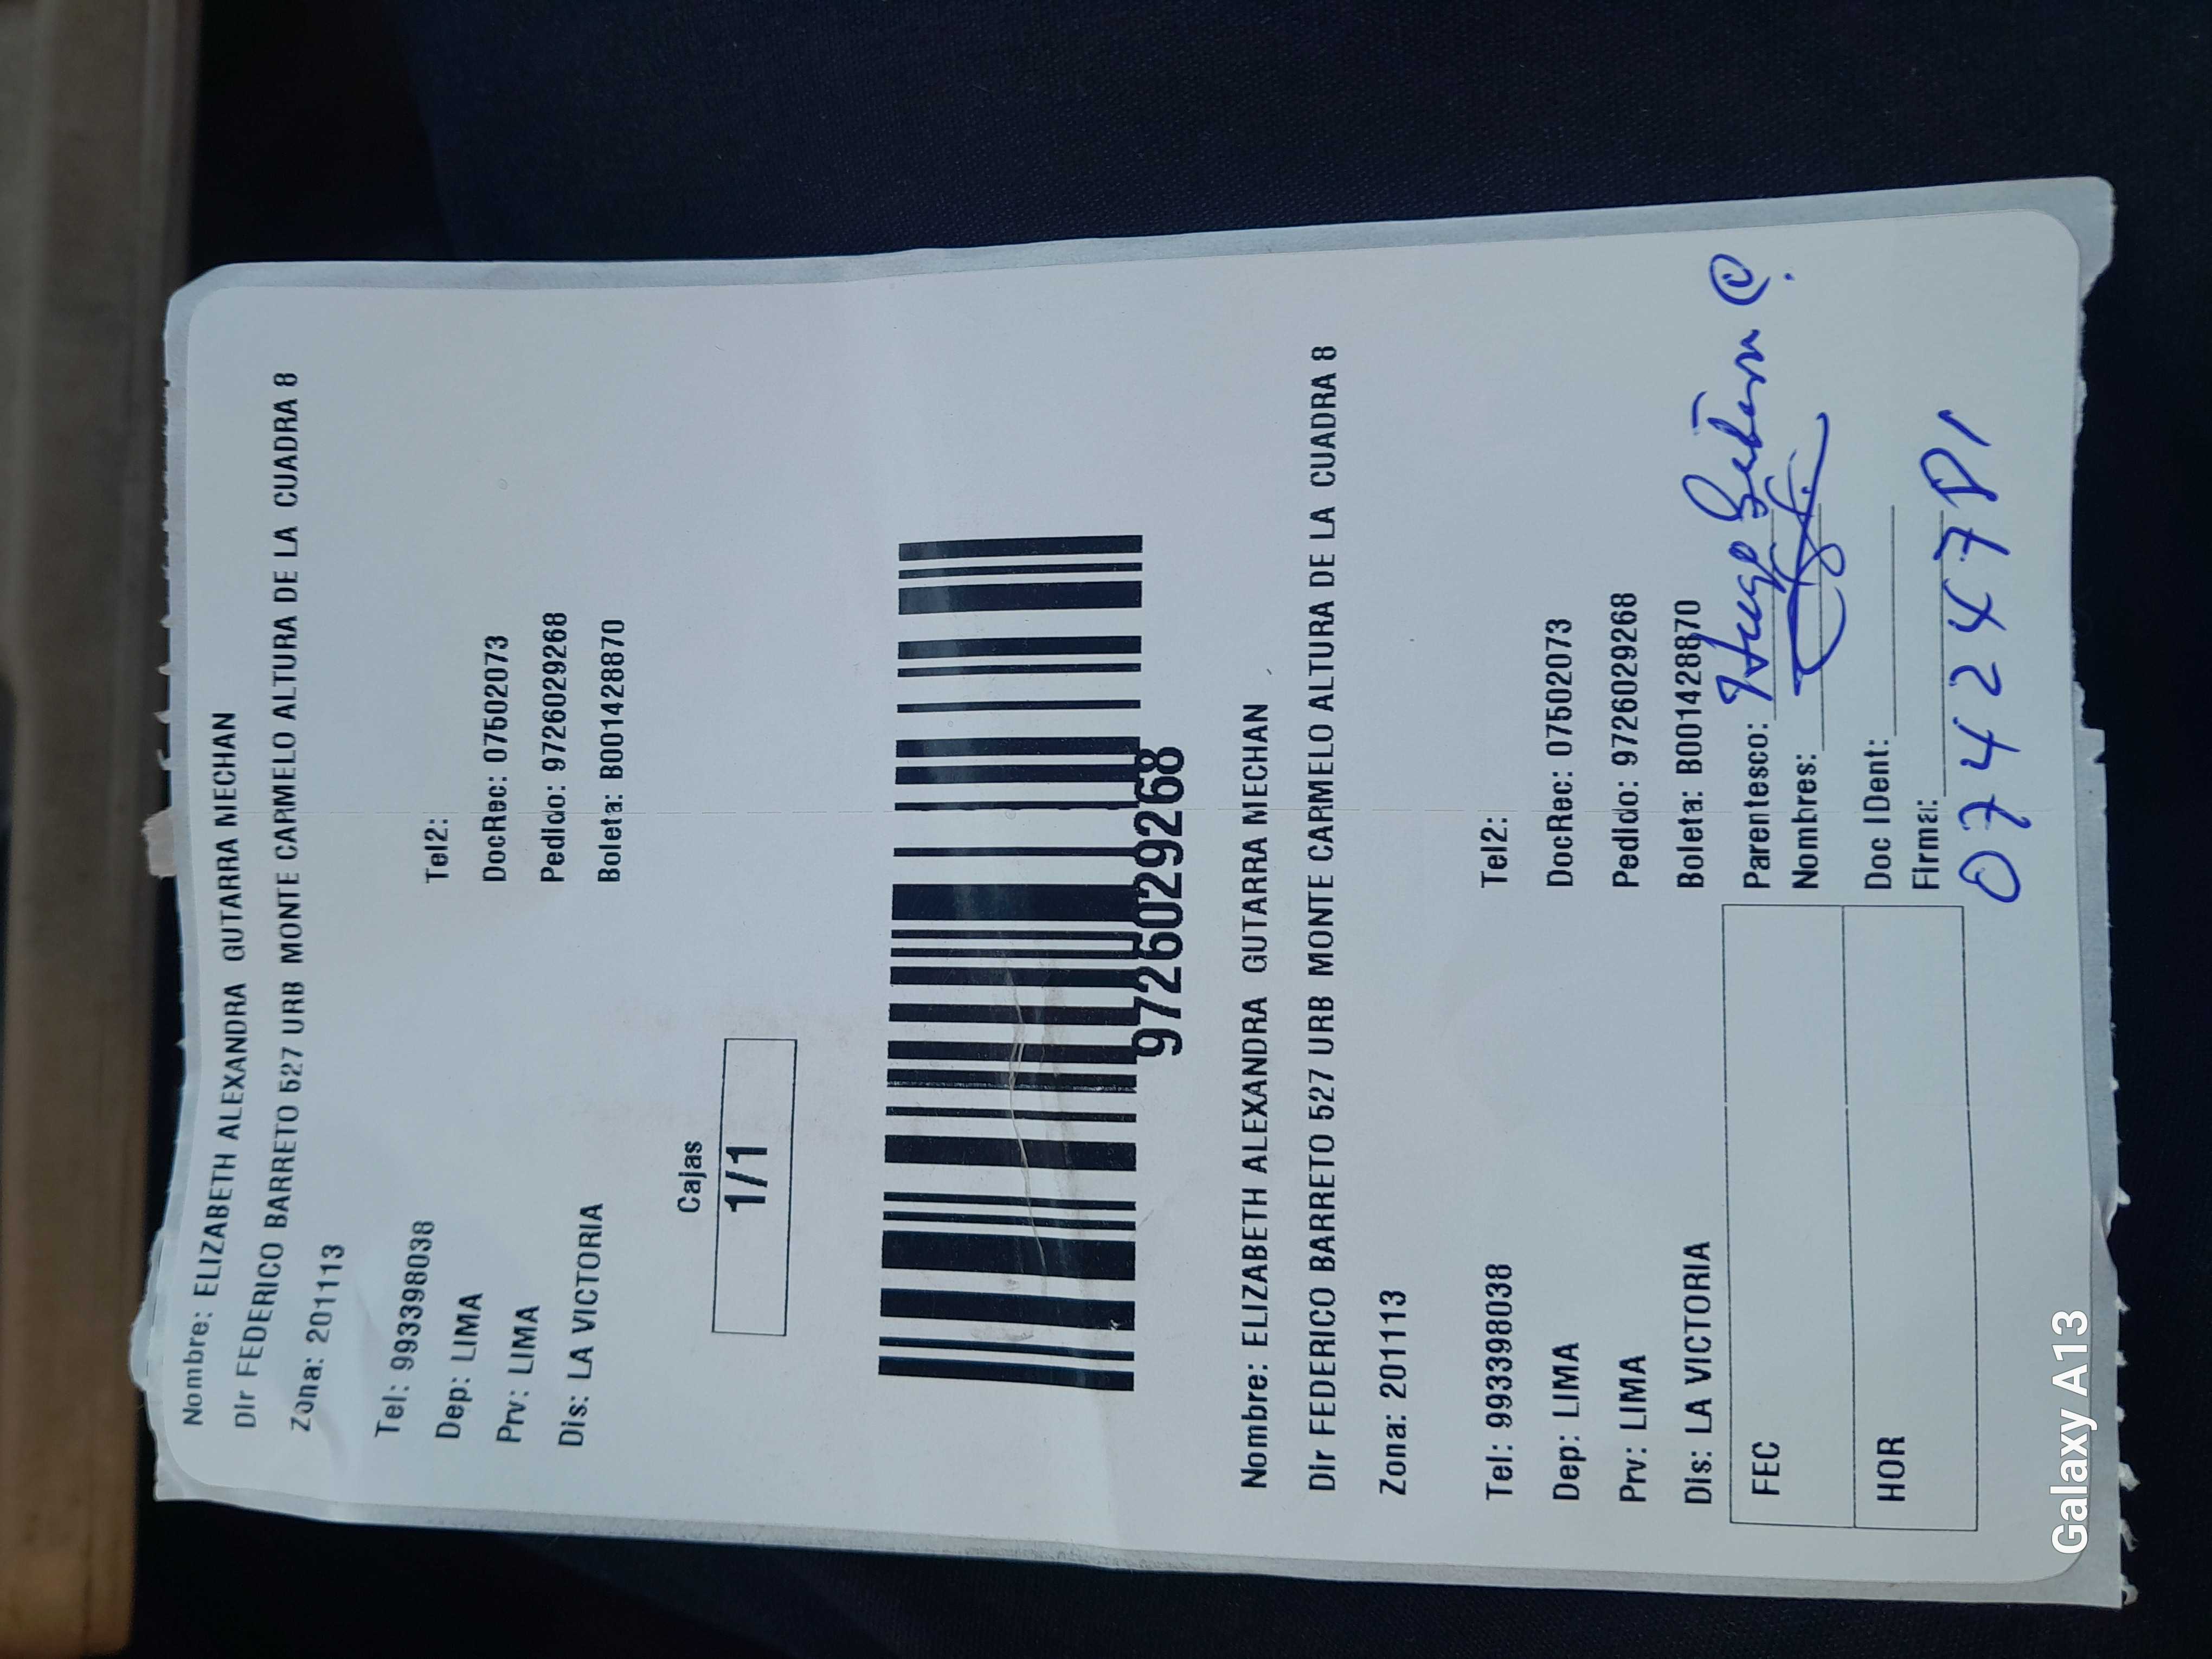 Nombre: ELIZABETH ALEXANDRA GUTARRA MECHAN
Dir FEDERICO BARRETO 527 URB MONTE CARMELO ALTURA DE LA CUADRA 8
Zona: 201113
Tel: 993398038 Tel2:
Dep: LIMA DocRec: 07502073
Prv: LIMA Pedido: 9726029268
Dis: LA VICTORIA Boleta: B001428870
Cajas
1/1
9726029268
Nombre: ELIZABETH ALEXANDRA GUTARRA MECHAN
Dir FEDERICO BARRETO 527 URB MONTE CARMELO ALTURA DE LA CUADRA 8
Zona: 201113
Tel: 993398038 Tel2:
Dep: LIMA DocRec: 07502073
Prv: LIMA Pedido: 9726029268
Dis: LA VICTORIA Boleta: B001428870
FEC Parentesco: Hugo
Nombres:
HOR Doc IDent:
Firma:
074247
Galaxy A13